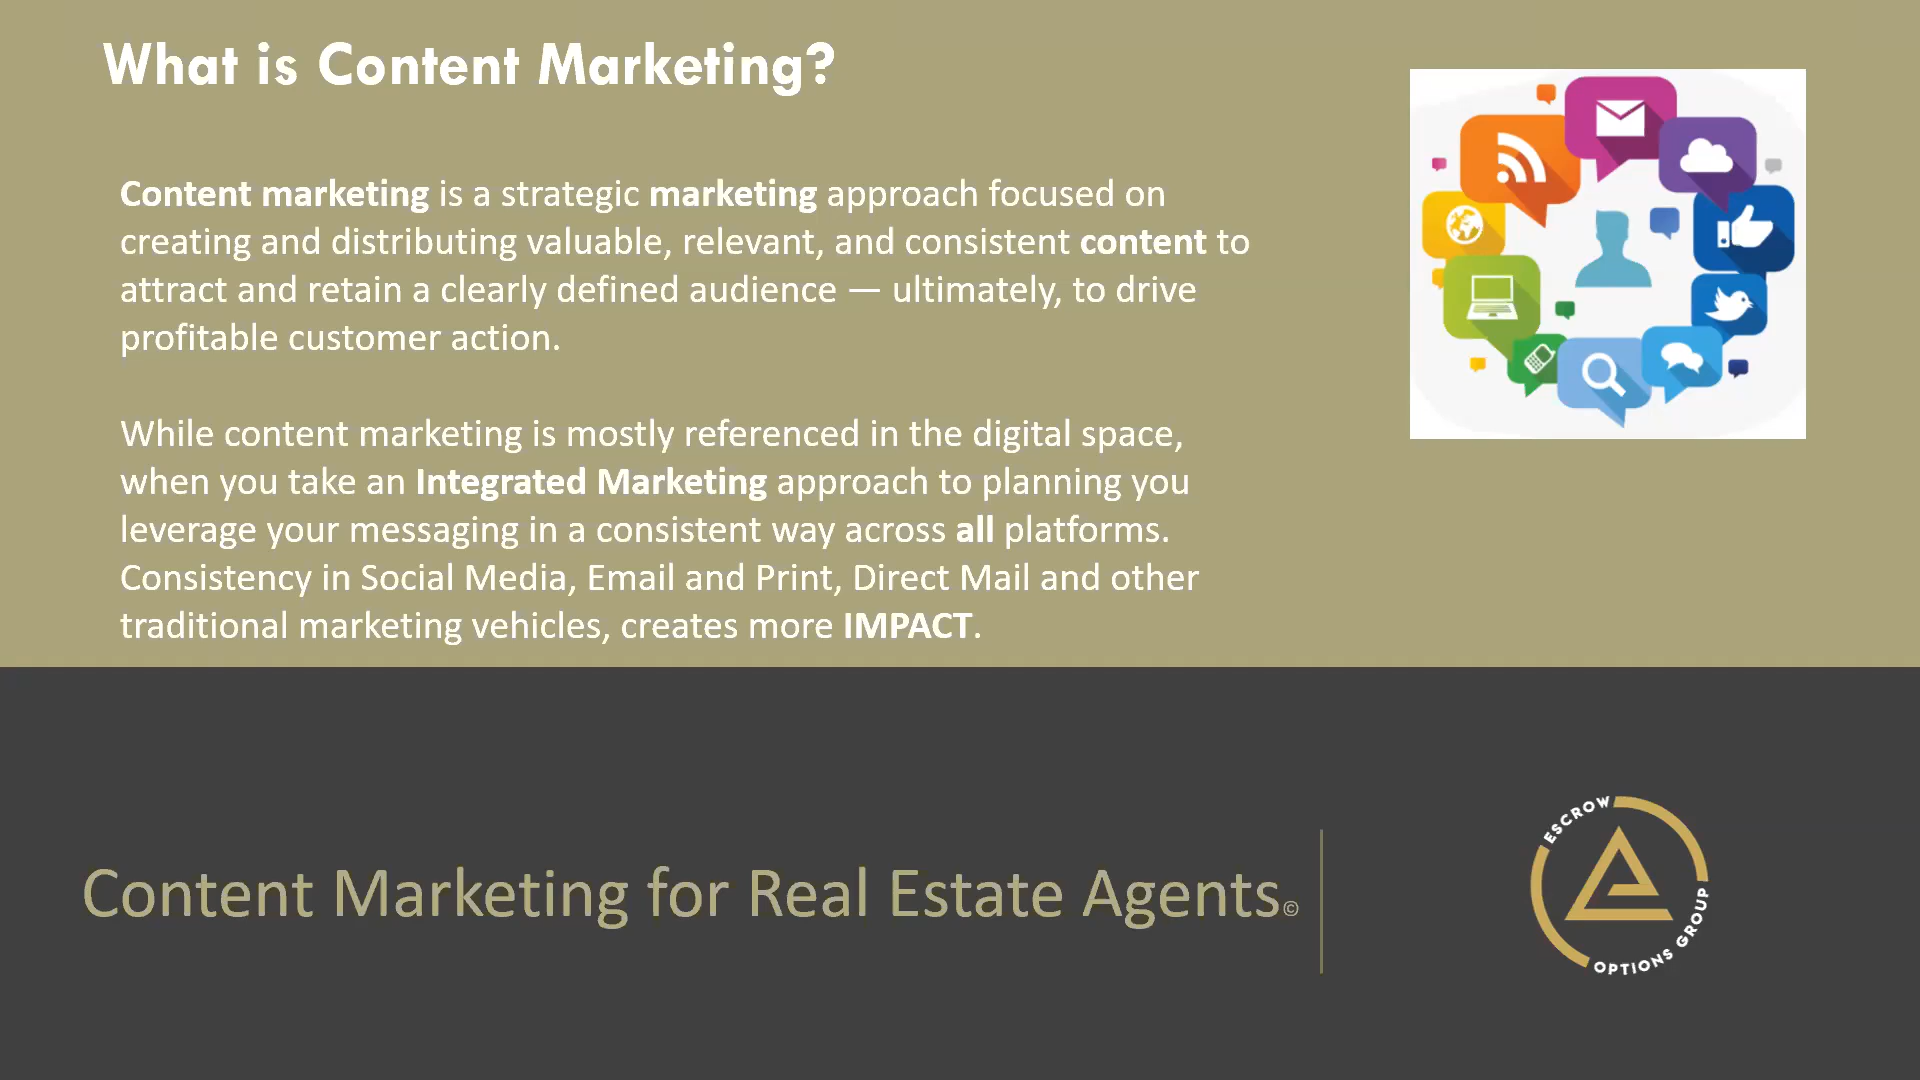 What is Content Marketing?
Content marketing is a strategic marketing approach focused on
creating and distributing valuable, relevant, and consistent content to
attract and retain a clearly defined audience — ultimately, to drive
profitable customer action.
While content marketing is mostly referenced in the digital space,
when you take an Integrated Marketing approach to planning you
leverage your messaging in a consistent way across all platforms.
Consistency in Social Media, Email and Print, Direct Mail and other
traditional marketing vehicles, creates more IMPACT.
Content Marketing for Real Estate Agents©
ESCROW
OPTIONS GROUP